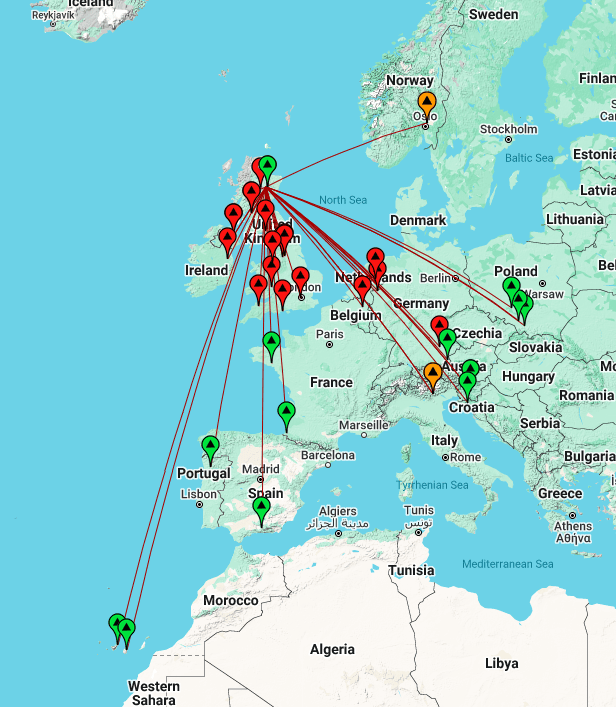 Iceland
Reykjavík
Sweden
Norway
Oslo
Stockholm
Finlan
Estonia
Baltic Sea
Latvia
North Sea
Denmark
Lithuania
United
Kingdom
Ireland
London
Netherlands
Berlin
Poland
Warsaw
Bel
Belgium
Germany
Czechia
Slovakia
Paris
Austria
Hungary
France
Croatia
Romania
Marseille
Serbia
Italy
Barcelona
Rome
Bulgaria
Portugal
Madrid
Tyrrhenian Sea
Lisbon
Spain
Greece
Algiers
مدينة الجزائر
Tunis
تونس
Athens
Αθήνα
Mediterranean Sea
Tunisia
Morocco
Algeria
Libya
Western
Sahara